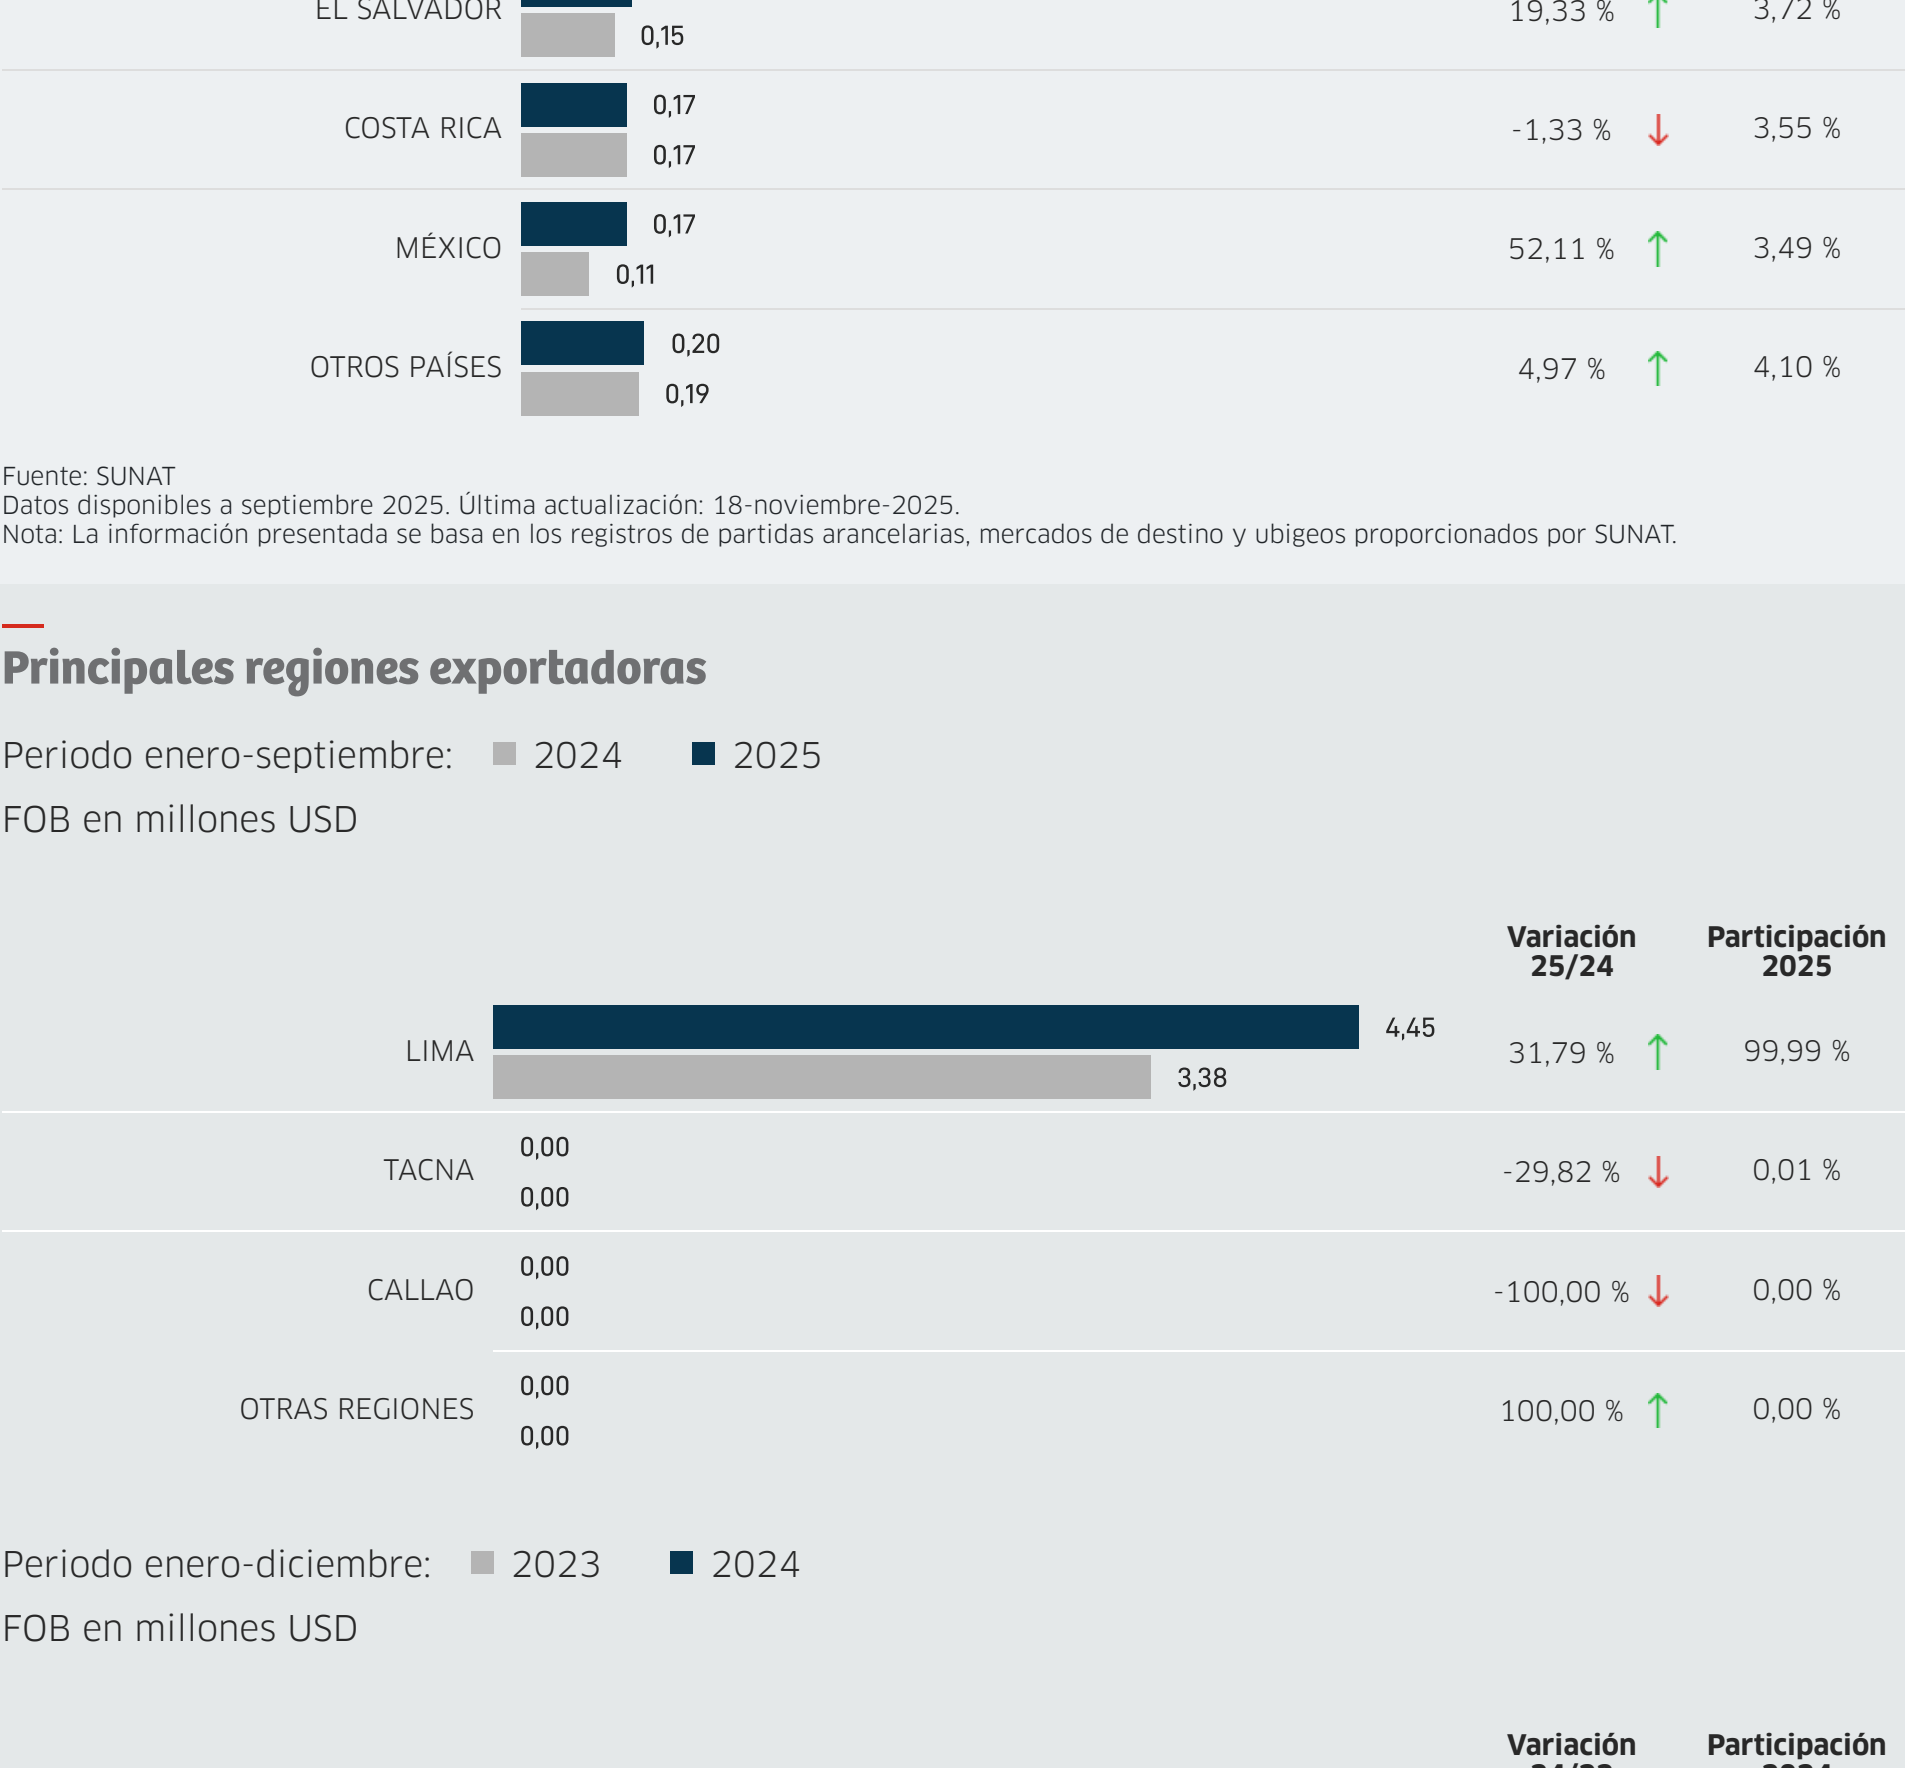 EL SALVADOR
0,15
19,33 %
3,72 %
COSTA RICA
0,17
0,17
-1,33 %
3,55 %
MÉXICO
0,17
0,11
52,11 %
3,49 %
OTROS PAÍSES
0,20
0,19
4,97 %
4,10 %
Fuente: SUNAT
Datos disponibles a septiembre 2025. Última actualización: 18-noviembre-2025.
Nota: La información presentada se basa en los registros de partidas arancelarias, mercados de destino y ubigeos proporcionados por SUNAT.
Principales regiones exportadoras
Periodo enero-septiembre: 2024 2025
FOB en millones USD
Variación
25/24
Participación
2025
LIMA
4,45
3,38
31,79 %
99,99 %
TACNA
0,00
0,00
-29,82 %
0,01 %
CALLAO
0,00
0,00
-100,00 %
0,00 %
OTRAS REGIONES
0,00
0,00
100,00 %
0,00 %
Periodo enero-diciembre: 2023 2024
FOB en millones USD
Variación
Participación